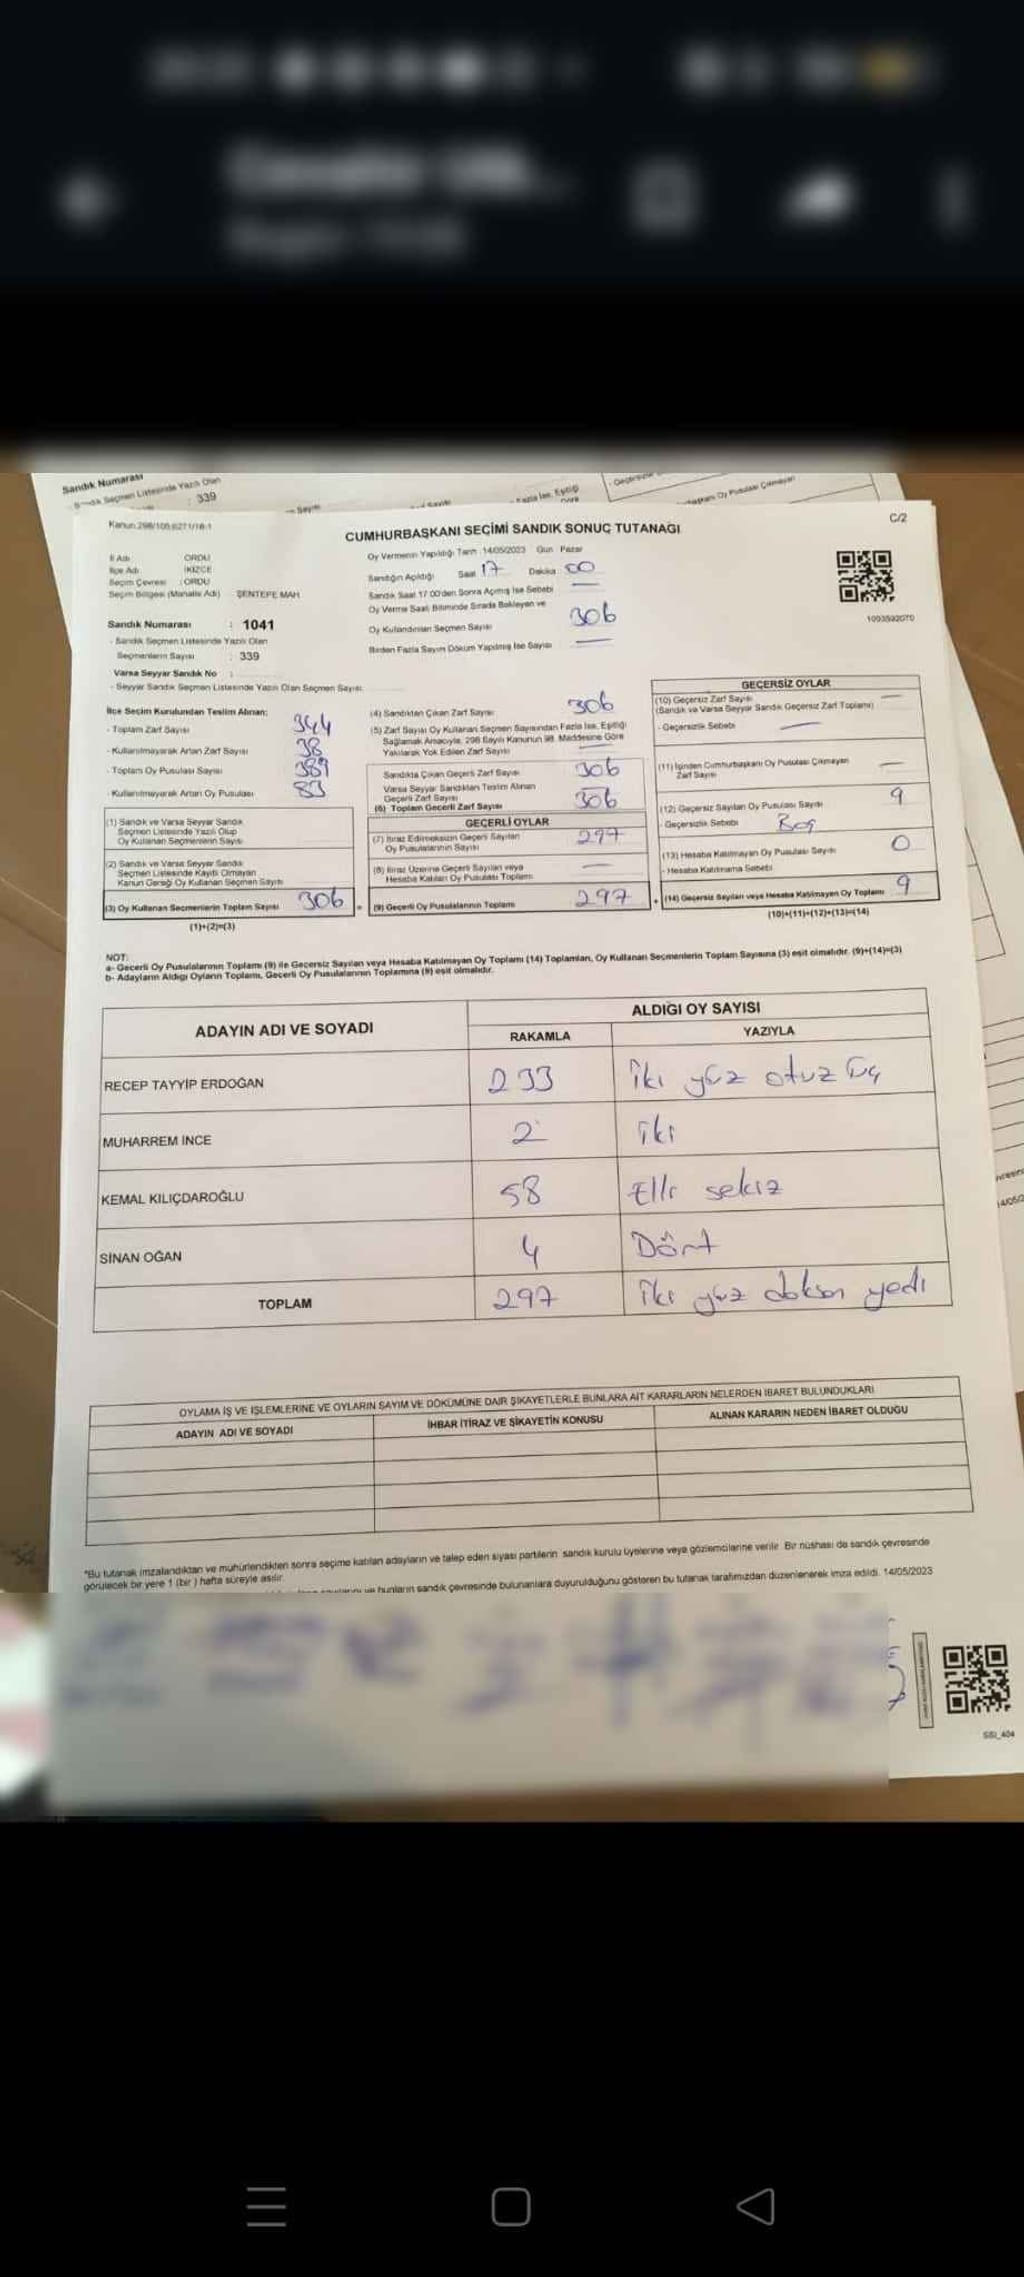 Sandık Numarası
Sandık Seçmen Listesinde Yazılı Olan
: 339
Kanun 298/105,6271/18-1
C/2
CUMHURBAŞKANI SEÇİMİ SANDIK SONUÇ TUTANAĞI
İl Adı : ORDU
İlçe Adı : İKİZCE
Seçim Çevresi : ORDU
Seçim Bölgesi (Mahalle Adı) : ŞENTEPE MAH.
Oy Vermenin Yapıldığı Tarih : 14/05/2023 Gün : Pazar
Sandığın Açıldığı Saat 17 Dakika 00
Sandık Saat 17.00'den Sonra Açılmış İse Sebebi —
Oy Verme Saati Bitiminde Sırada Bekleyen ve
Oy Kullandırılan Seçmen Sayısı 306
Birden Fazla Sayım Döküm Yapılmış İse Sayısı —
1093592070
Sandık Numarası : 1041
- Sandık Seçmen Listesinde Yazılı Olan
Seçmenlerin Sayısı : 339
Varsa Seyyar Sandık No :
- Seyyar Sandık Seçmen Listesinde Yazılı Olan Seçmen Sayısı:
İlçe Seçim Kurulundan Teslim Alınan:
- Toplam Zarf Sayısı 344
- Kullanılmayarak Artan Zarf Sayısı 38
- Toplam Oy Pusulası Sayısı 389
- Kullanılmayarak Artan Oy Pusulası 83
(1) Sandık ve Varsa Seyyar Sandık
Seçmen Listesinde Yazılı Olup
Oy Kullanan Seçmenlerin Sayısı
(2) Sandık ve Varsa Seyyar Sandık
Seçmen Listesinde Kayıtlı Olmayan
Kanun Gereği Oy Kullanan Seçmen Sayısı
(3) Oy Kullanan Seçmenlerin Toplam Sayısı 306
(1)+(2)=(3)
(4) Sandıktan Çıkan Zarf Sayısı 306
(5) Zarf Sayısı Oy Kullanan Seçmen Sayısından Fazla İse, Eşitliği
Sağlamak Amacıyla, 298 Sayılı Kanunun 98. Maddesine Göre
Yakılarak Yok Edilen Zarf Sayısı —
Sandıkta Çıkan Geçerli Zarf Sayısı 306
Varsa Seyyar Sandıktan Teslim Alınan
Geçerli Zarf Sayısı —
(6) Toplam Geçerli Zarf Sayısı 306
GEÇERLİ OYLAR
(7) İtiraz Edilmeksizin Geçerli Sayılan
Oy Pusulalarının Sayısı 297
(8) İtiraz Üzerine Geçerli Sayılan veya
Hesaba Katılan Oy Pusulası Toplamı —
(9) Geçerli Oy Pusulalarının Toplamı 297
+
GEÇERSİZ OYLAR
(10) Geçersiz Zarf Sayısı —
(Sandık ve Varsa Seyyar Sandık Geçersiz Zarf Toplamı)
- Geçersizlik Sebebi —
(11) İçinden Cumhurbaşkanı Oy Pusulası Çıkmayan
Zarf Sayısı —
(12) Geçersiz Sayılan Oy Pusulası Sayısı 9
- Geçersizlik Sebebi Boş
(13) Hesaba Katılmayan Oy Pusulası Sayısı 0
- Hesaba Katılmama Sebebi
(14) Geçersiz Sayılan veya Hesaba Katılmayan Oy Toplamı 9
(10)+(11)+(12)+(13)=(14)
NOT:
a- Geçerli Oy Pusulalarının Toplamı (9) ile Geçersiz Sayılan veya Hesaba Katılmayan Oy Toplamı (14) Toplamları, Oy Kullanan Seçmenlerin Toplam Sayısına (3) eşit olmalıdır. (9)+(14)=(3)
b- Adayların Aldığı Oyların Toplamı, Geçerli Oy Pusulalarının Toplamına (9) eşit olmalıdır.
ADAYIN ADI VE SOYADI
ALDIĞI OY SAYISI
RAKAMLA YAZIYLA
RECEP TAYYİP ERDOĞAN 233 iki yüz otuz üç
MUHARREM İNCE 2 iki
KEMAL KILIÇDAROĞLU 58 Elli sekiz
SİNAN OĞAN 4 Dört
TOPLAM 297 iki yüz doksan yedi
OYLAMA İŞ VE İŞLEMLERİNE VE OYLARIN SAYIM VE DÖKÜMÜNE DAİR ŞİKAYETLERLE BUNLARA AİT KARARLARIN NELERDEN İBARET BULUNDUKLARI
ADAYIN ADI VE SOYADI İHBAR İTİRAZ VE ŞİKAYETİN KONUSU ALINAN KARARIN NEDEN İBARET OLDUĞU
*Bu tutanak imzalandıktan ve mühürlendikten sonra seçime katılan adayların ve talep eden siyasi partilerin sandık kurulu üyelerine veya gözlemcilerine verilir. Bir nüshası da sandık çevresinde
görülecek bir yere 1 (bir) hafta süreyle asılır.
ve bunların sandık çevresinde bulunanlara duyurulduğunu gösteren bu tutanak tarafımızdan düzenlenerek imza edildi. 14/05/2023
SSI_404